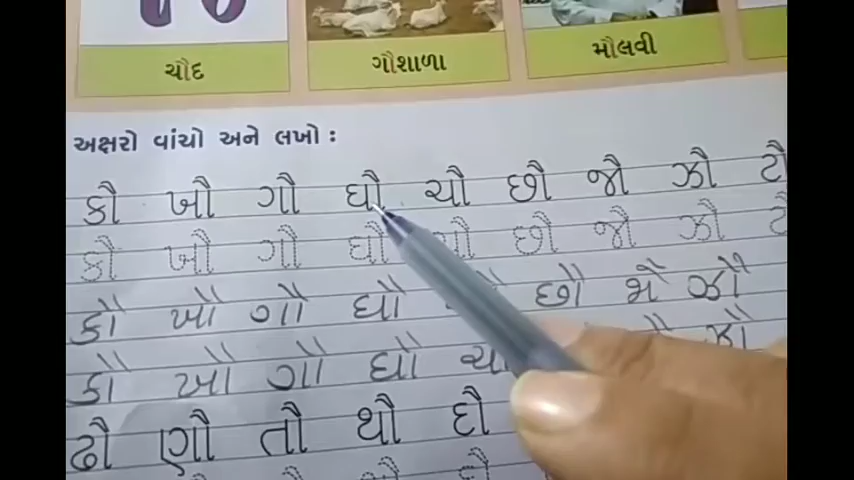 ચૌદ ગૌશાળા મૌલવી
અક્ષરો વાંચો અને લખો :
કૌ ખૌ ગૌ ઘૌ ચૌ છૌ જૌ ઝૌ ટૌ
કૌ ખૌ ગૌ ઘૌ ચૌ છૌ જૌ ઝૌ ટૌ
કૌ ખૌ ગૌ ઘૌ છૌ જૌ ઝૌ
કૌ ખૌ ગૌ ઘૌ ઝૌ
ઢૌ ણૌ તૌ થૌ દૌ